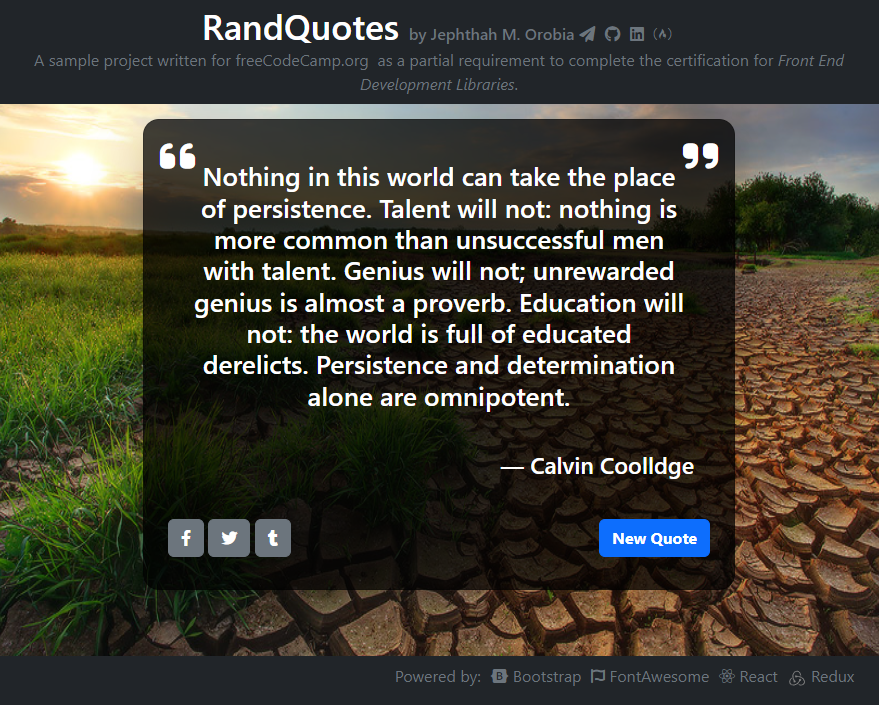 RandQuotes by Jephthah M. Orobia
A sample project written for freeCodeCamp.org as a partial requirement to complete the certification for Front End
Development Libraries.
“ ”
Nothing in this world can take the place
of persistence. Talent will not: nothing is
more common than unsuccessful men
with talent. Genius will not; unrewarded
genius is almost a proverb. Education will
not: the world is full of educated
derelicts. Persistence and determination
alone are omnipotent.
— Calvin Coolldge
New Quote
Powered by: Bootstrap FontAwesome React Redux